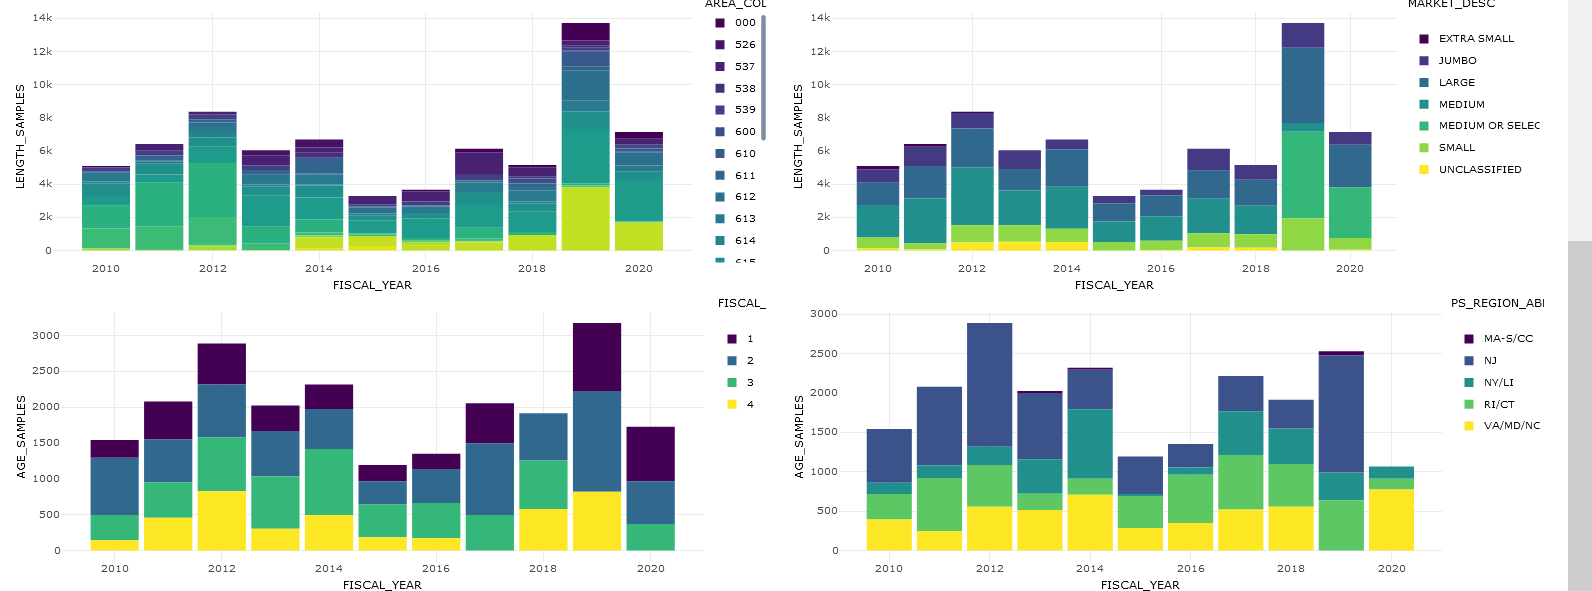 AREA_COL
14k
12k
10k
8k
6k
4k
2k
0
LENGTH_SAMPLES
2010
2012
2014
2016
2018
2020
FISCAL_YEAR
000
526
537
538
539
600
610
611
612
613
614
615
MARKET_DESC
14k
12k
10k
8k
6k
4k
2k
0
LENGTH_SAMPLES
2010
2012
2014
2016
2018
2020
FISCAL_YEAR
EXTRA SMALL
JUMBO
LARGE
MEDIUM
MEDIUM OR SELEC
SMALL
UNCLASSIFIED
FISCAL_
3000
2500
2000
1500
1000
500
0
AGE_SAMPLES
2010
2012
2014
2016
2018
2020
FISCAL_YEAR
1
2
3
4
PS_REGION_ABI
3000
2500
2000
1500
1000
500
0
AGE_SAMPLES
2010
2012
2014
2016
2018
2020
FISCAL_YEAR
MA-S/CC
NJ
NY/LI
RI/CT
VA/MD/NC